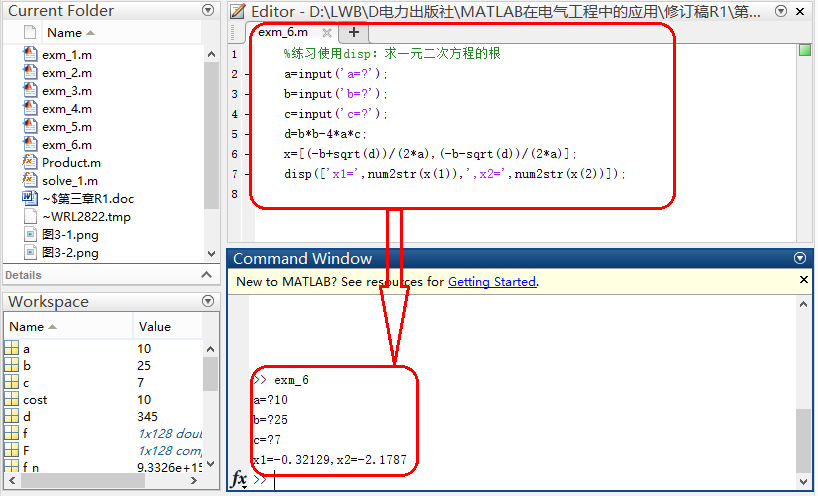 Current Folder
Name
exm_1.m
exm_2.m
exm_3.m
exm_4.m
exm_5.m
exm_6.m
Product.m
solve_1.m
~$第三章R1.doc
~WRL2822.tmp
图3-1.png
图3-2.png
Details
Workspace
Name Value
a 10
b 25
c 7
cost 10
d 345
f 1x128 doub
F 1x128 com
f_n 9.3326e+15
Editor - D:\LWB\D电力出版社\MATLAB在电气工程中的应用\修订稿R1\第...
exm_6.m
1 %练习使用disp：求一元二次方程的根
2 - a=input('a=?');
3 - b=input('b=?');
4 - c=input('c=?');
5 - d=b*b-4*a*c;
6 - x=[(-b+sqrt(d))/(2*a),(-b-sqrt(d))/(2*a)];
7 - disp(['x1=',num2str(x(1)),',x2=',num2str(x(2))]);
8
Command Window
New to MATLAB? See resources for Getting Started.
>> exm_6
a=?10
b=?25
c=?7
x1=-0.32129,x2=-2.1787
fx >>